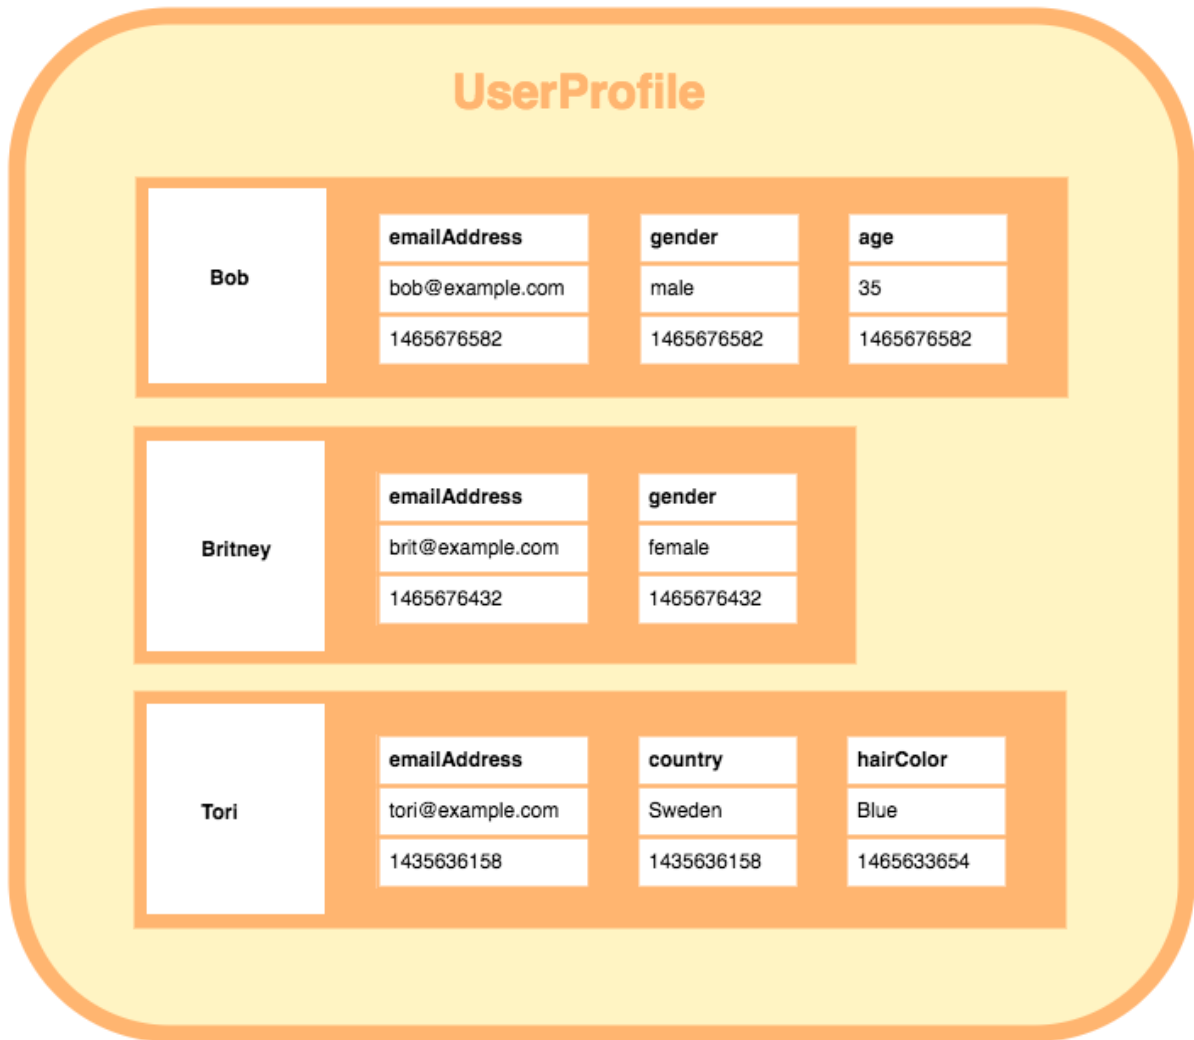 UserProfile
Bob
emailAddress gender age
bob@example.com male 35
1465676582 1465676582 1465676582
Britney
emailAddress gender
brit@example.com female
1465676432 1465676432
Tori
emailAddress country hairColor
tori@example.com Sweden Blue
1435636158 1435636158 1465633654